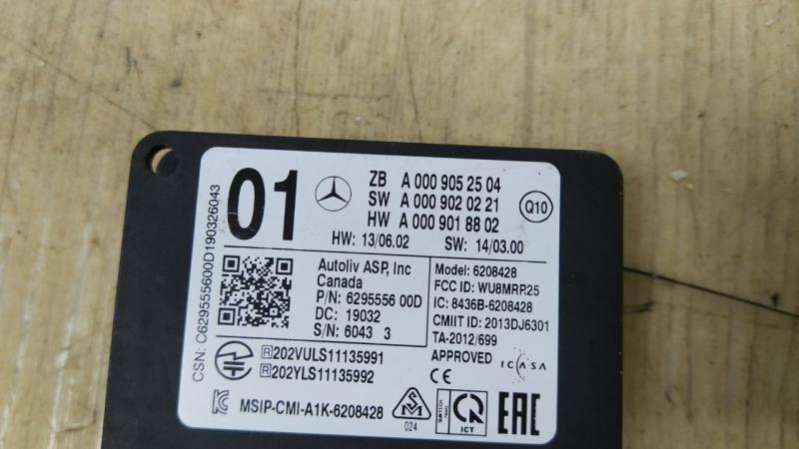 01
ZB A 000 905 25 04
SW A 000 902 02 21
HW A 000 901 88 02
Q10
HW: 13/06.02 SW: 14/03.00
CSN: C629555600D190326043
Autoliv ASP, Inc
Canada
P/N: 6295556 00D
DC: 19032
S/N: 6043 3
Model: 6208428
FCC ID: WU8MRP25
IC: 8436B-6208428
CMIIT ID: 2013DJ6301
TA-2012/699
APPROVED
ICASA
R 202VULS11135991
R 202YLS11135992
CE
MSIP-CMI-A1K-6208428
024
ICT
EAC